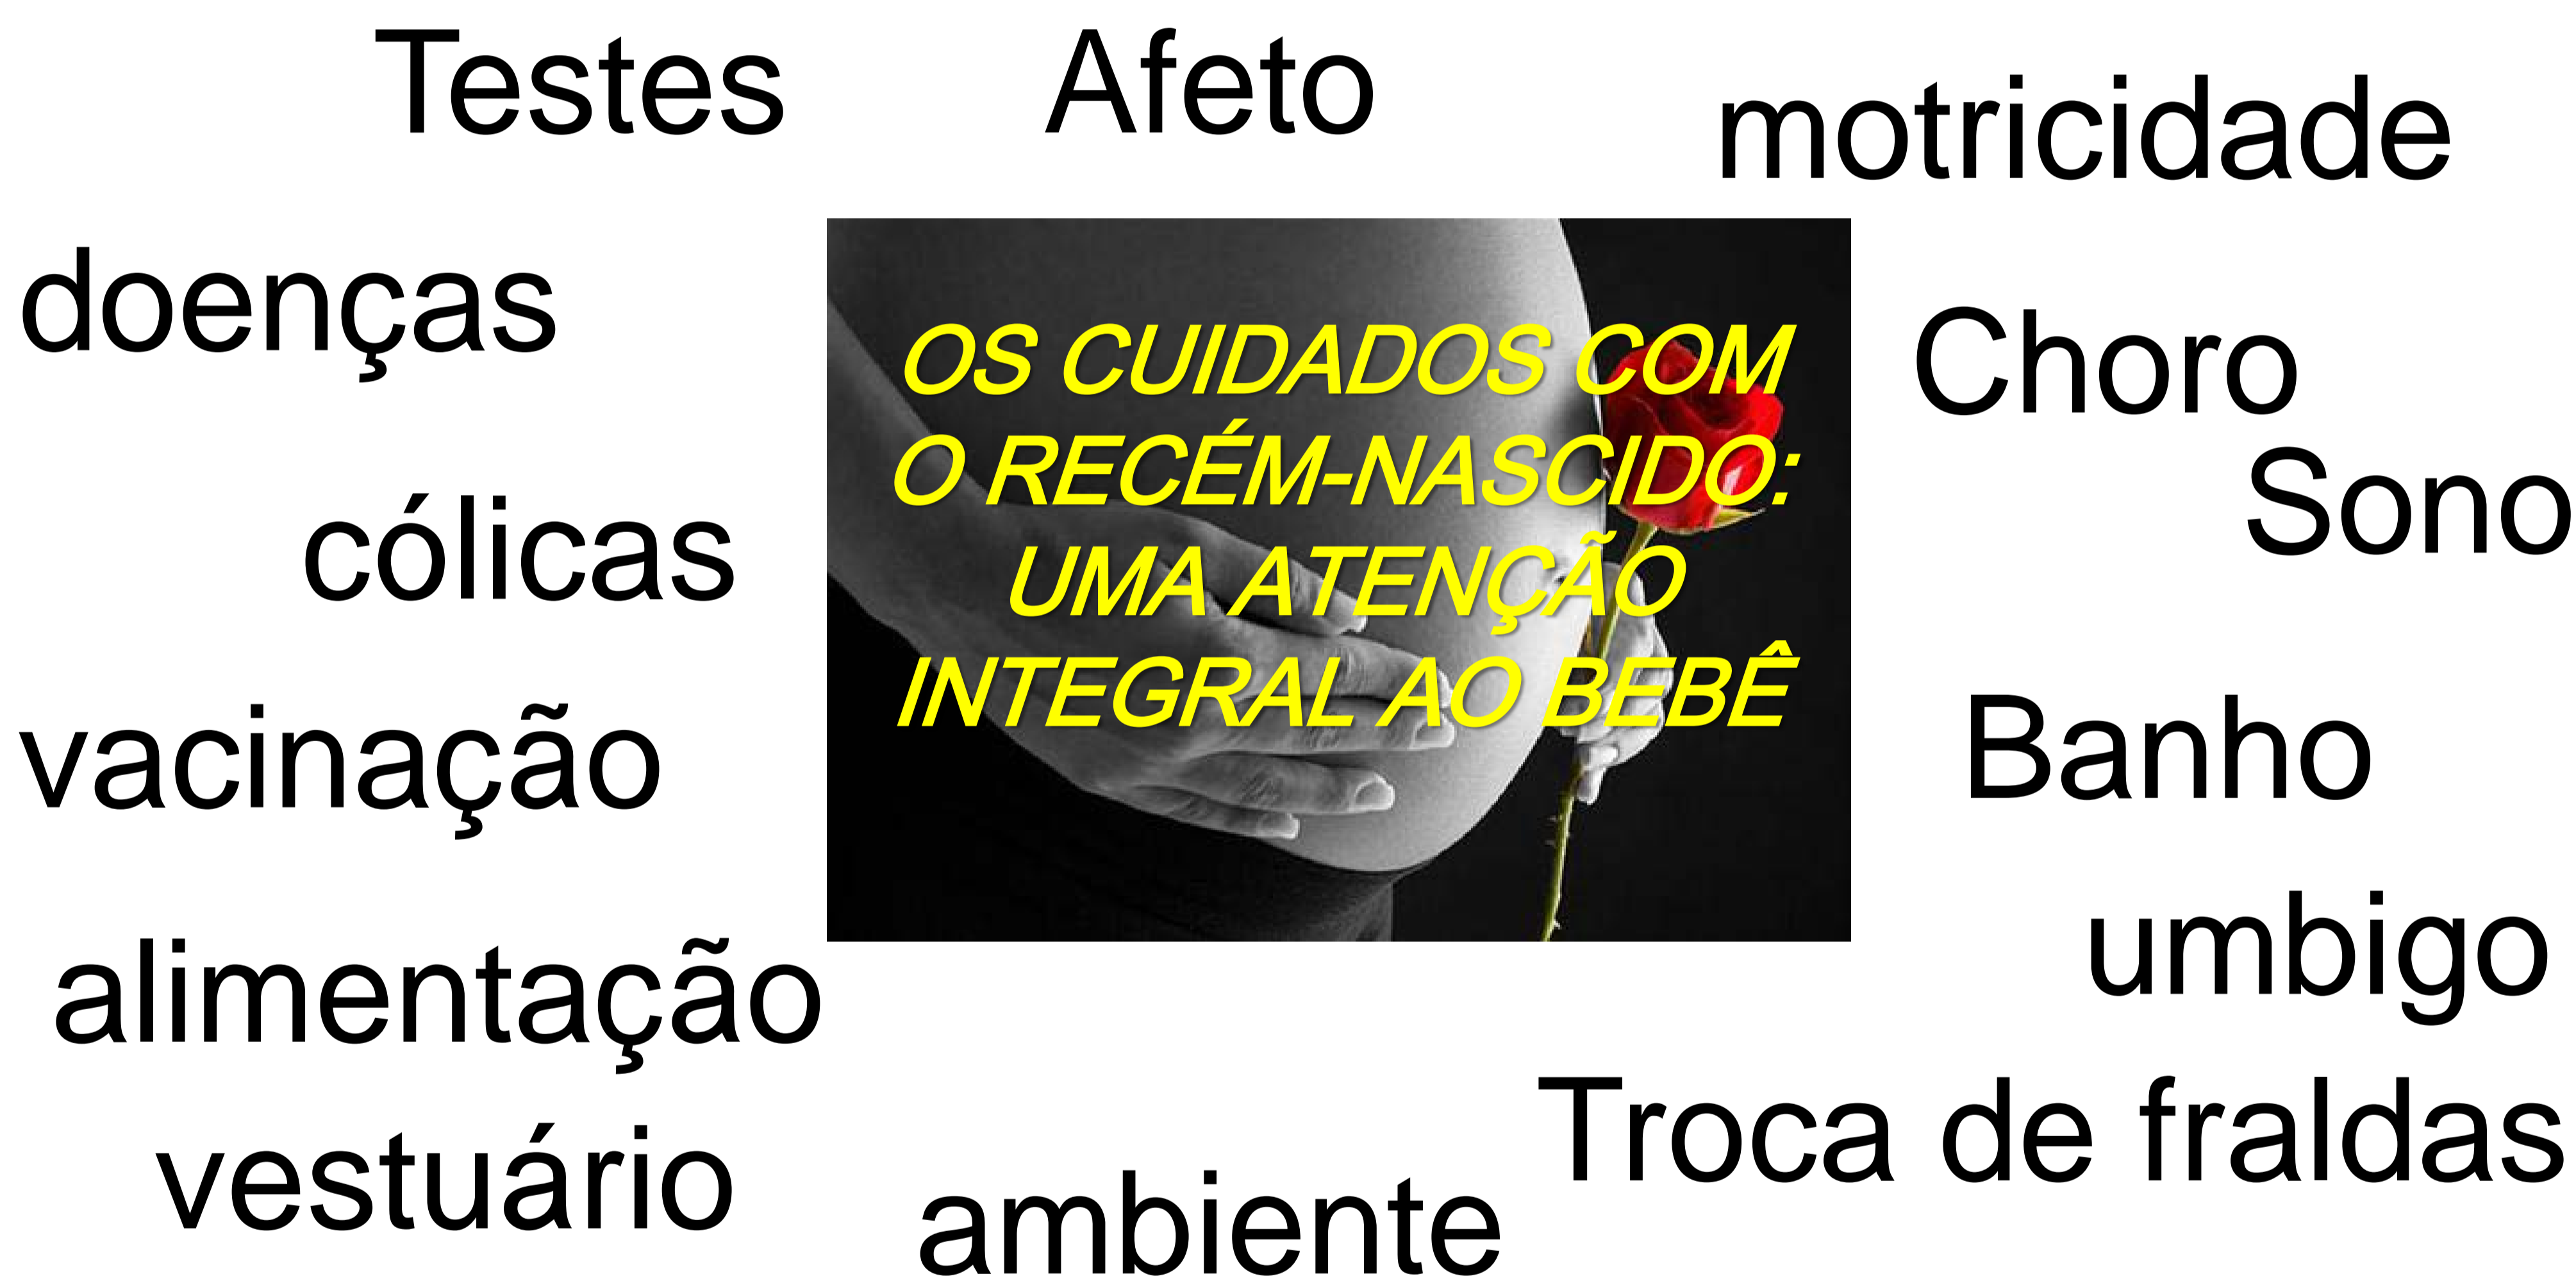 Testes
Afeto
motricidade
doenças
OS CUIDADOS COM
O RECÉM-NASCIDO:
UMA ATENÇÃO
INTEGRAL AO BEBÊ
Choro
Sono
cólicas
vacinação
Banho
umbigo
alimentação
Troca de fraldas
vestuário
ambiente